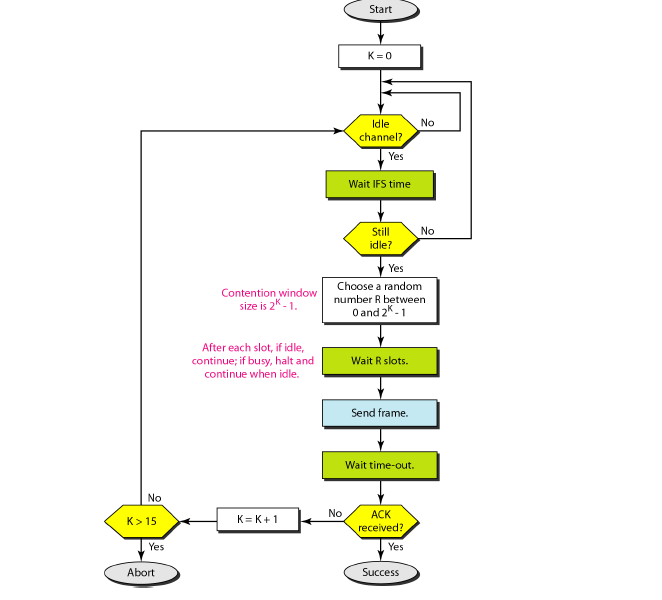 Start
K = 0
Idle
channel?
No
Yes
Wait IFS time
Still
idle?
No
Yes
Contention window
size is 2^K - 1.
Choose a random
number R between
0 and 2^K - 1
After each slot, if idle,
continue; if busy, halt and
continue when idle.
Wait R slots.
Send frame.
Wait time-out.
ACK
received?
No
K = K + 1
K > 15
No
Yes
Abort
Yes
Success